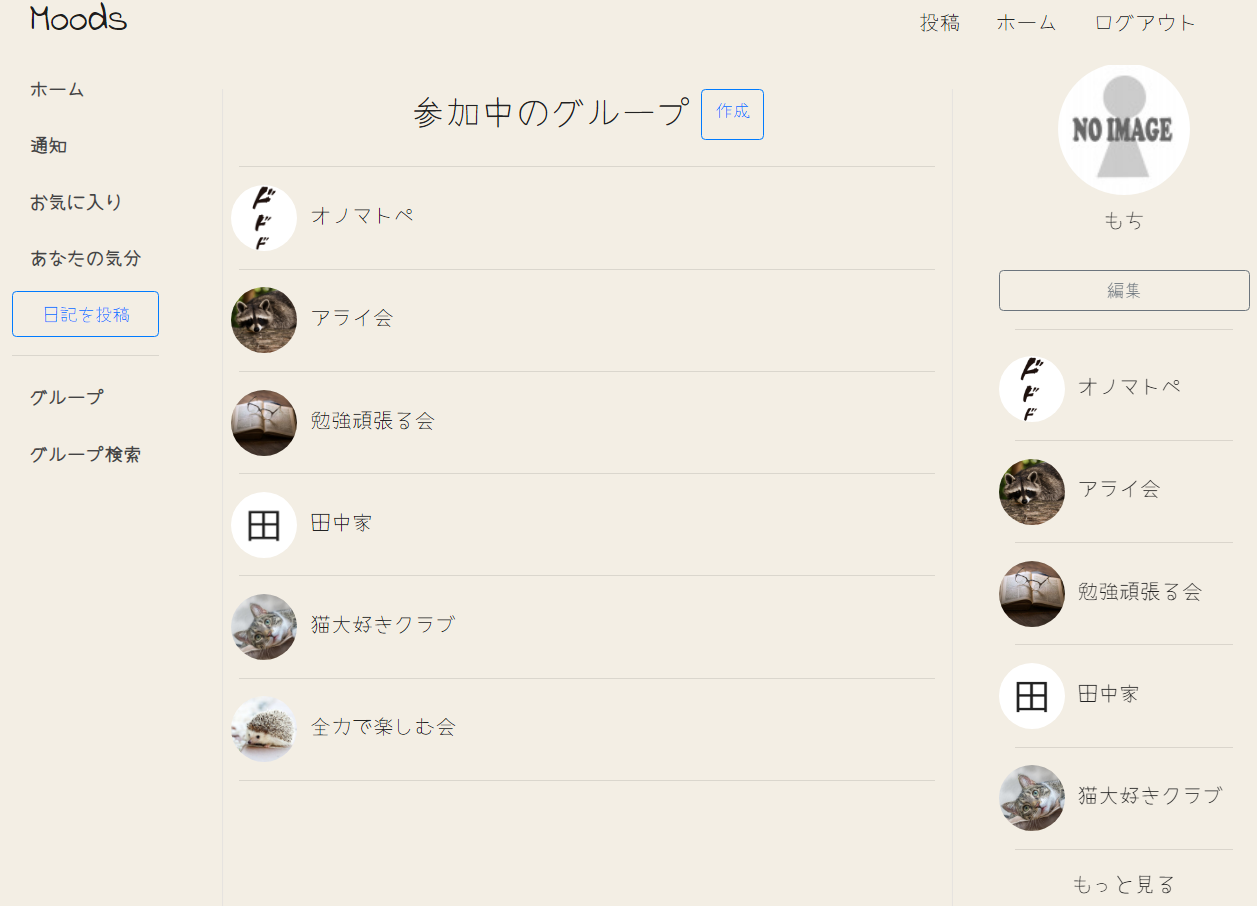 Moods
投稿
ホーム
ログアウト
ホーム
通知
お気に入り
あなたの気分
日記を投稿
グループ
グループ検索
参加中のグループ
作成
ドドド
オノマトペ
アライ会
勉強頑張る会
田
田中家
猫大好きクラブ
全力で楽しむ会
NO IMAGE
もち
編集
ドドド
オノマトペ
アライ会
勉強頑張る会
田
田中家
猫大好きクラブ
もっと見る